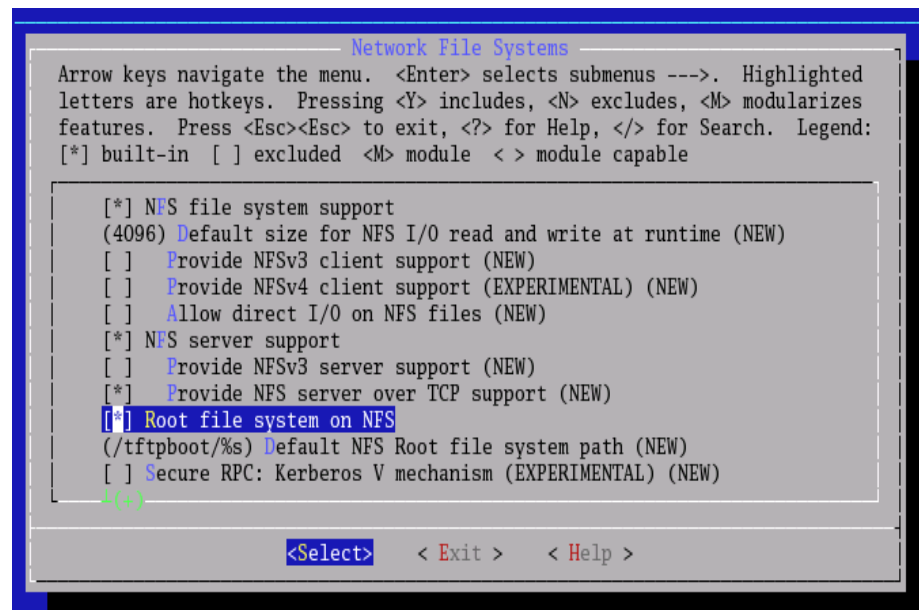 Network File Systems
Arrow keys navigate the menu.  <Enter> selects submenus --->.  Highlighted
letters are hotkeys.  Pressing <Y> includes, <N> excludes, <M> modularizes
features.  Press <Esc><Esc> to exit, <?> for Help, </> for Search.  Legend:
[*] built-in  [ ] excluded  <M> module  < > module capable
[*] NFS file system support
(4096) Default size for NFS I/O read and write at runtime (NEW)
[ ]   Provide NFSv3 client support (NEW)
[ ]   Provide NFSv4 client support (EXPERIMENTAL) (NEW)
[ ]   Allow direct I/O on NFS files (NEW)
[*] NFS server support
[ ]   Provide NFSv3 server support (NEW)
[*]   Provide NFS server over TCP support (NEW)
[*] Root file system on NFS
(/tftpboot/%s) Default NFS Root file system path (NEW)
[ ] Secure RPC: Kerberos V mechanism (EXPERIMENTAL) (NEW)
(+)
<Select>    < Exit >    < Help >